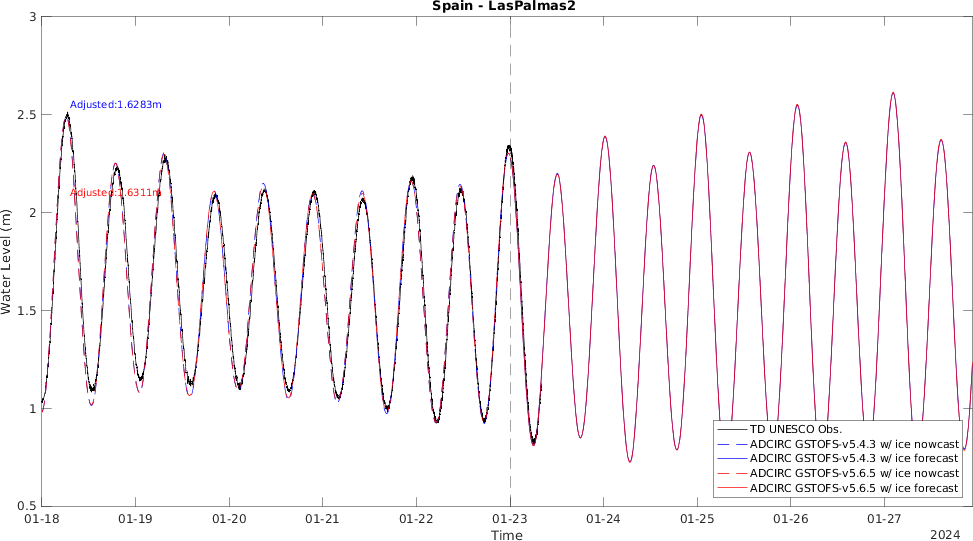 Spain - LasPalmas2
3
2.5
2
1.5
1
0.5
Water Level (m)
Adjusted:1.6283m
Adjusted:1.6311m
TD UNESCO Obs.
ADCIRC GSTOFS-v5.4.3 w/ ice nowcast
ADCIRC GSTOFS-v5.4.3 w/ ice forecast
ADCIRC GSTOFS-v5.6.5 w/ ice nowcast
ADCIRC GSTOFS-v5.6.5 w/ ice forecast
01-18 01-19 01-20 01-21 01-22 01-23 01-24 01-25 01-26 01-27
Time
2024